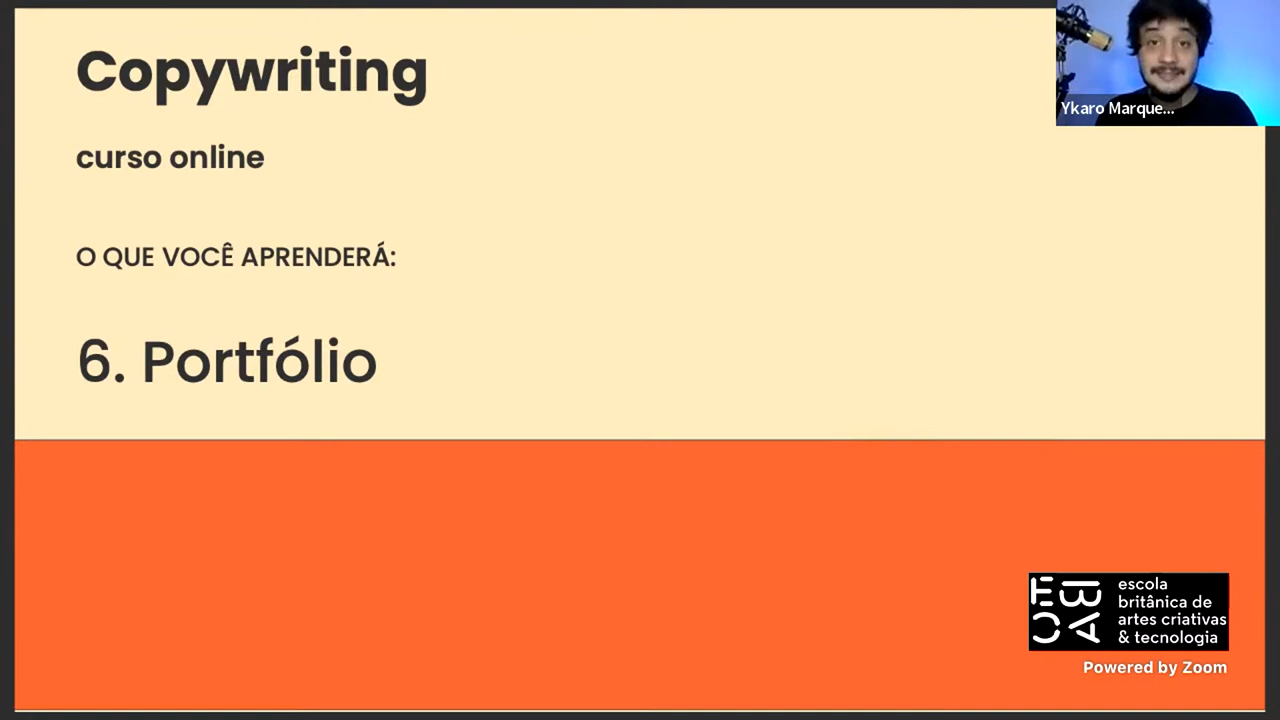 Copywriting
curso online
O QUE VOCÊ APRENDERÁ:
6. Portfólio
Ykaro Marque...
EBAC
escola
britânica de
artes criativas
& tecnologia
Powered by Zoom